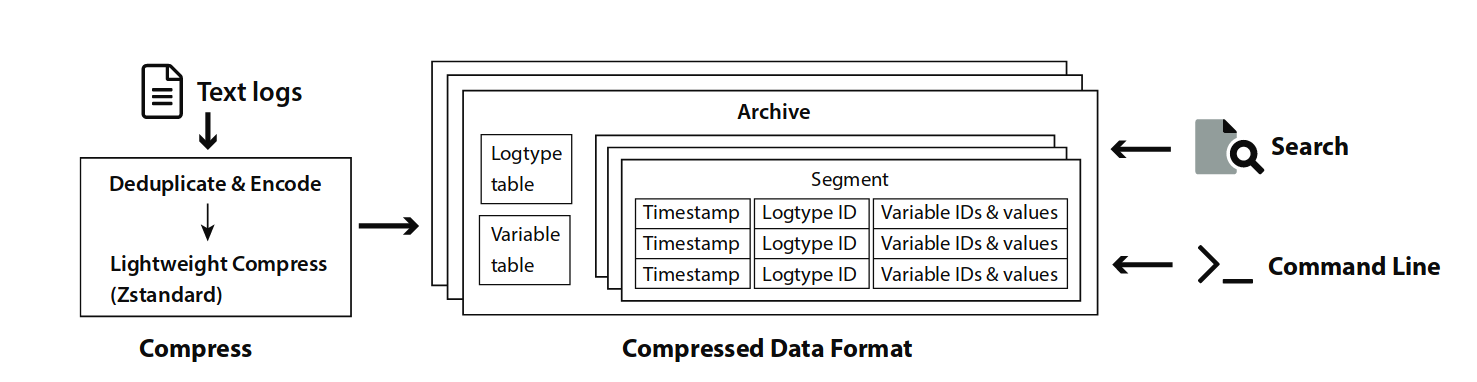 Text logs
Deduplicate & Encode
Lightweight Compress
(Zstandard)
Compress
Archive
Logtype
table
Variable
table
Segment
Timestamp Logtype ID Variable IDs & values
Timestamp Logtype ID Variable IDs & values
Timestamp Logtype ID Variable IDs & values
Compressed Data Format
Search
Command Line